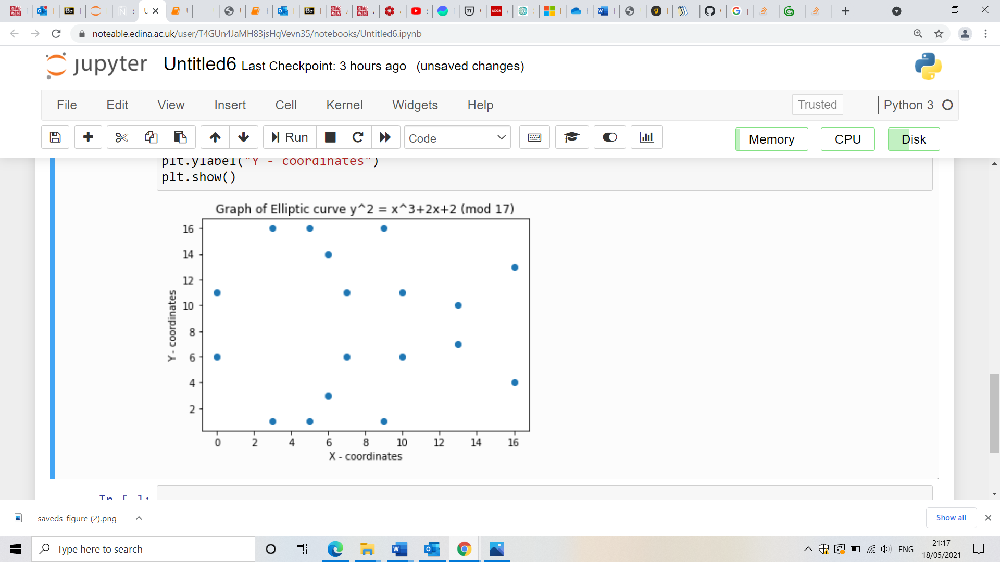 noteable.edina.ac.uk/user/T4GUn4JaMH83jsHgVevn35/notebooks/Untitled6.ipynb
jupyter Untitled6 Last Checkpoint: 3 hours ago (unsaved changes)
File Edit View Insert Cell Kernel Widgets Help Trusted Python 3
Run Code Memory CPU Disk
plt.ylabel("Y - coordinates")
plt.show()
Graph of Elliptic curve y^2 = x^3+2x+2 (mod 17)
16
14
12
10
8
6
4
2
Y - coordinates
0 2 4 6 8 10 12 14 16
X - coordinates
In [ ]:
saveds_figure (2).png
Show all
Type here to search
ENG
21:17
18/05/2021